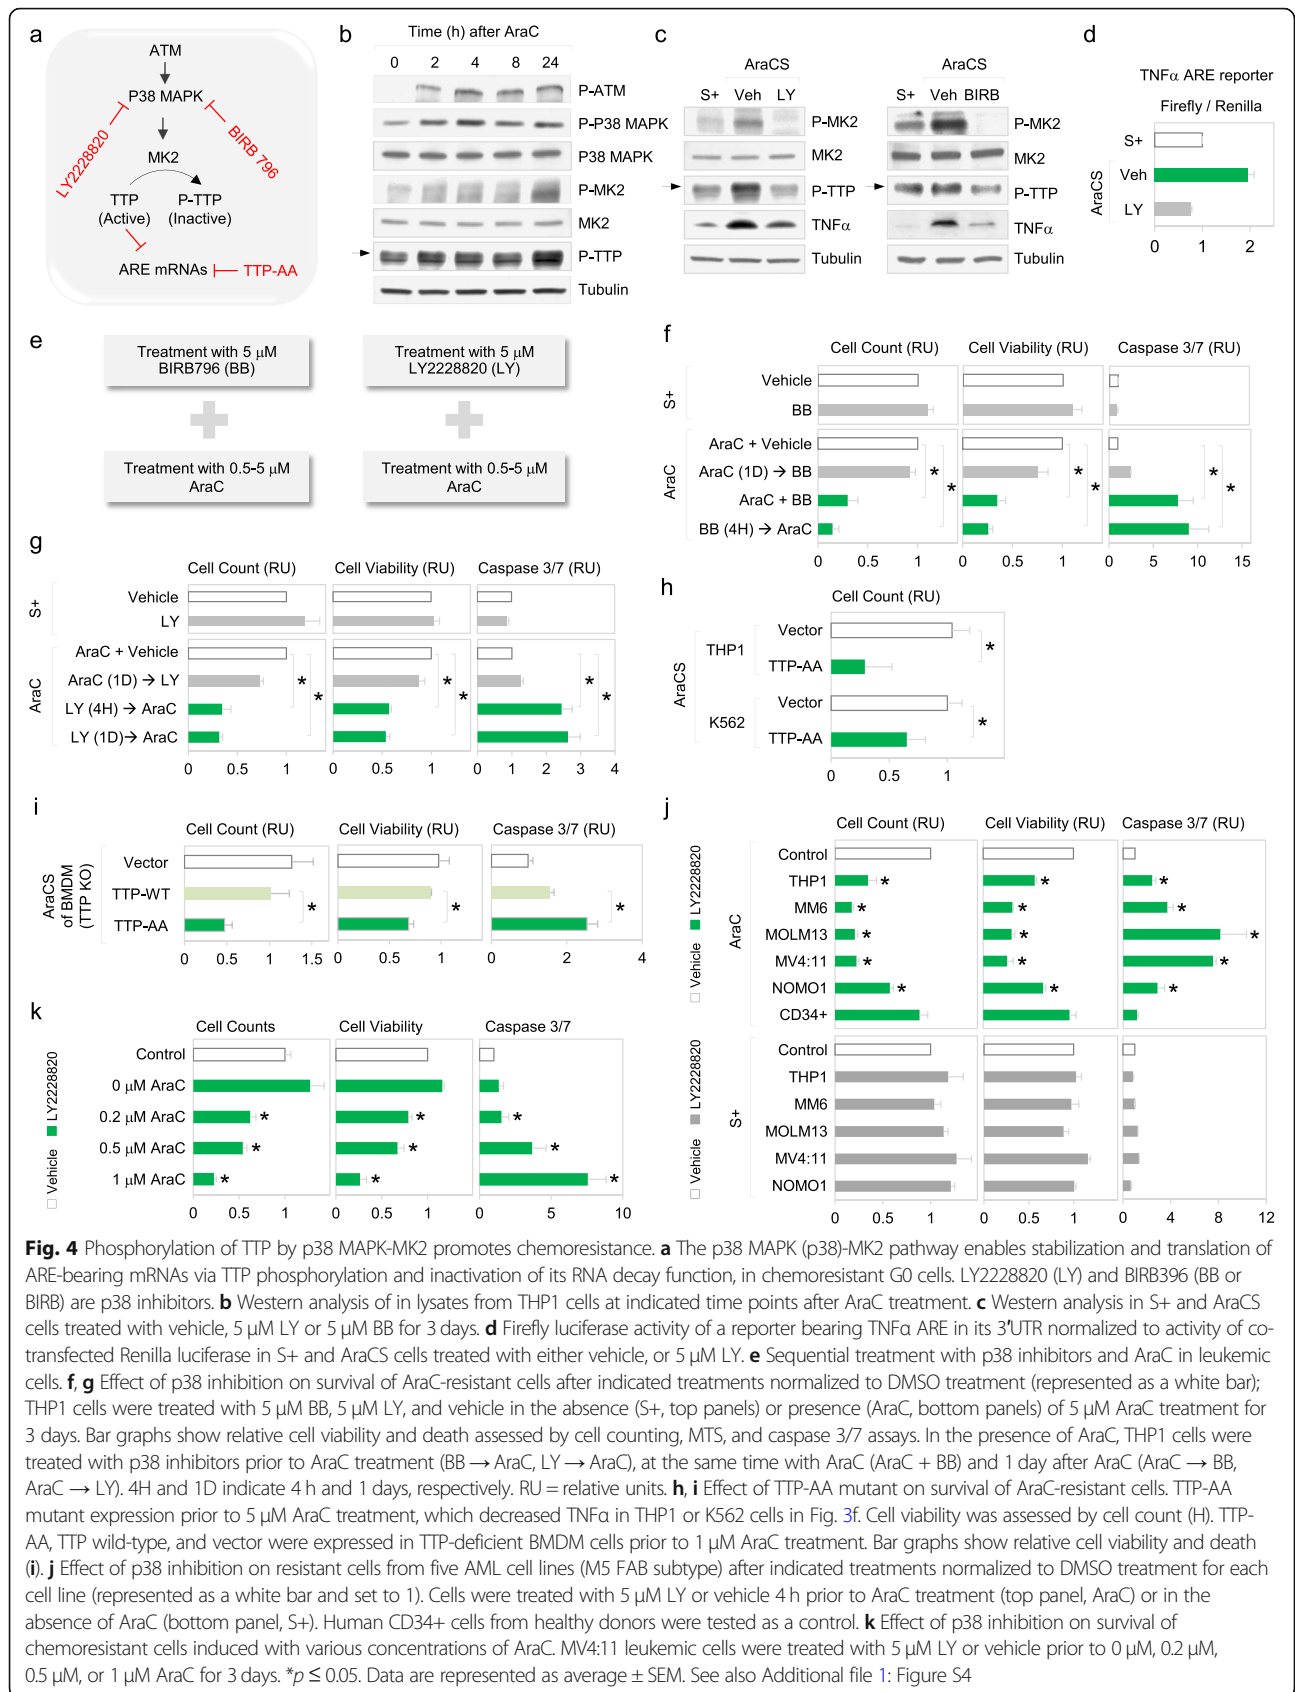 a
ATM
P38 MAPK
LY2228820
BIRB 796
MK2
TTP
(Active)
P-TTP
(Inactive)
ARE mRNAs
TTP-AA
b
Time (h) after AraC
0 2 4 8 24
P-ATM
P-P38 MAPK
P38 MAPK
P-MK2
MK2
P-TTP
Tubulin
c
AraCS
S+ Veh LY
P-MK2
MK2
P-TTP
TNFα
Tubulin
AraCS
S+ Veh BIRB
P-MK2
MK2
P-TTP
TNFα
Tubulin
d
TNFα ARE reporter
Firefly / Renilla
S+
Veh
LY
AraCS
0 1 2
e
Treatment with 5 µM
BIRB796 (BB)
Treatment with 0.5-5 µM
AraC
Treatment with 5 µM
LY2228820 (LY)
Treatment with 0.5-5 µM
AraC
f
Cell Count (RU) Cell Viability (RU) Caspase 3/7 (RU)
S+
Vehicle
BB
AraC
AraC + Vehicle
AraC (1D) → BB
* * *
AraC + BB
* * *
BB (4H) → AraC
0 0.5 1 0 0.5 1 0 5 10 15
g
Cell Count (RU) Cell Viability (RU) Caspase 3/7 (RU)
S+
Vehicle
LY
AraC
AraC + Vehicle
AraC (1D) → LY
* * *
* * *
LY (4H) → AraC
LY (1D)→ AraC
0 0.5 1 0 0.5 1 0 1 2 3 4
h
Cell Count (RU)
AraCS
THP1
Vector
*
TTP-AA
K562
Vector
*
TTP-AA
0 0.5 1
i
Cell Count (RU) Cell Viability (RU) Caspase 3/7 (RU)
AraCS
of BMDM
(TTP KO)
Vector
TTP-WT
* * *
TTP-AA
0 0.5 1 1.5 0 0.5 1 0 2 4
j
Cell Count (RU) Cell Viability (RU) Caspase 3/7 (RU)
Vehicle LY2228820
AraC
Control
THP1 * * *
MM6 * * *
MOLM13 * * *
MV4:11 * * *
NOMO1 * * *
CD34+
Vehicle LY2228820
S+
Control
THP1
MM6
MOLM13
MV4:11
NOMO1
0 0.5 1 0 0.5 1 0 4 8 12
k
Cell Counts Cell Viability Caspase 3/7
Vehicle LY2228820
Control
0 µM AraC
0.2 µM AraC * * *
0.5 µM AraC * * *
1 µM AraC * * *
0 0.5 1 0 0.5 1 0 5 10
Fig. 4 Phosphorylation of TTP by p38 MAPK-MK2 promotes chemoresistance. a The p38 MAPK (p38)-MK2 pathway enables stabilization and translation of
ARE-bearing mRNAs via TTP phosphorylation and inactivation of its RNA decay function, in chemoresistant G0 cells. LY2228820 (LY) and BIRB396 (BB or
BIRB) are p38 inhibitors. b Western analysis of in lysates from THP1 cells at indicated time points after AraC treatment. c Western analysis in S+ and AraCS
cells treated with vehicle, 5 μM LY or 5 μM BB for 3 days. d Firefly luciferase activity of a reporter bearing TNFα ARE in its 3′UTR normalized to activity of co-
transfected Renilla luciferase in S+ and AraCS cells treated with either vehicle, or 5 μM LY. e Sequential treatment with p38 inhibitors and AraC in leukemic
cells. f, g Effect of p38 inhibition on survival of AraC-resistant cells after indicated treatments normalized to DMSO treatment (represented as a white bar);
THP1 cells were treated with 5 μM BB, 5 μM LY, and vehicle in the absence (S+, top panels) or presence (AraC, bottom panels) of 5 μM AraC treatment for
3 days. Bar graphs show relative cell viability and death assessed by cell counting, MTS, and caspase 3/7 assays. In the presence of AraC, THP1 cells were
treated with p38 inhibitors prior to AraC treatment (BB → AraC, LY → AraC), at the same time with AraC (AraC + BB) and 1 day after AraC (AraC → BB,
AraC → LY). 4H and 1D indicate 4 h and 1 days, respectively. RU = relative units. h, i Effect of TTP-AA mutant on survival of AraC-resistant cells. TTP-AA
mutant expression prior to 5 μM AraC treatment, which decreased TNFα in THP1 or K562 cells in Fig. 3f. Cell viability was assessed by cell count (H). TTP-
AA, TTP wild-type, and vector were expressed in TTP-deficient BMDM cells prior to 1 μM AraC treatment. Bar graphs show relative cell viability and death
(i). j Effect of p38 inhibition on resistant cells from five AML cell lines (M5 FAB subtype) after indicated treatments normalized to DMSO treatment for each
cell line (represented as a white bar and set to 1). Cells were treated with 5 μM LY or vehicle 4 h prior to AraC treatment (top panel, AraC) or in the
absence of AraC (bottom panel, S+). Human CD34+ cells from healthy donors were tested as a control. k Effect of p38 inhibition on survival of
chemoresistant cells induced with various concentrations of AraC. MV4:11 leukemic cells were treated with 5 μM LY or vehicle prior to 0 μM, 0.2 μM,
0.5 μM, or 1 μM AraC for 3 days. *p ≤ 0.05. Data are represented as average ± SEM. See also Additional file 1: Figure S4